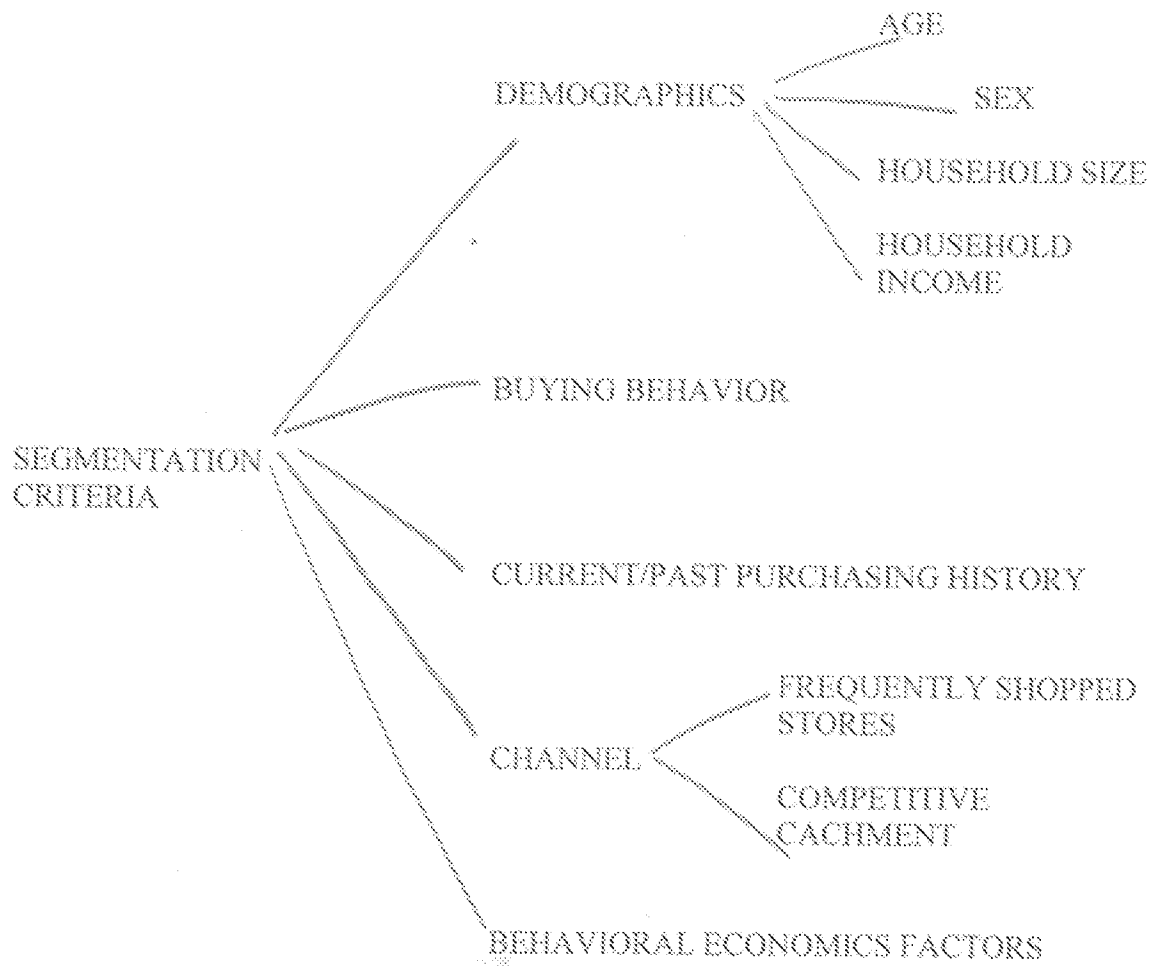 AGE
DEMOGRAPHICS
SEX
HOUSEHOLD SIZE
HOUSEHOLD
INCOME
BUYING BEHAVIOR
SEGMENTATION
CRITERIA
CURRENT/PAST PURCHASING HISTORY
FREQUENTLY SHOPPED
STORES
CHANNEL
COMPETITIVE
CACHMENT
BEHAVIORAL ECONOMICS FACTORS